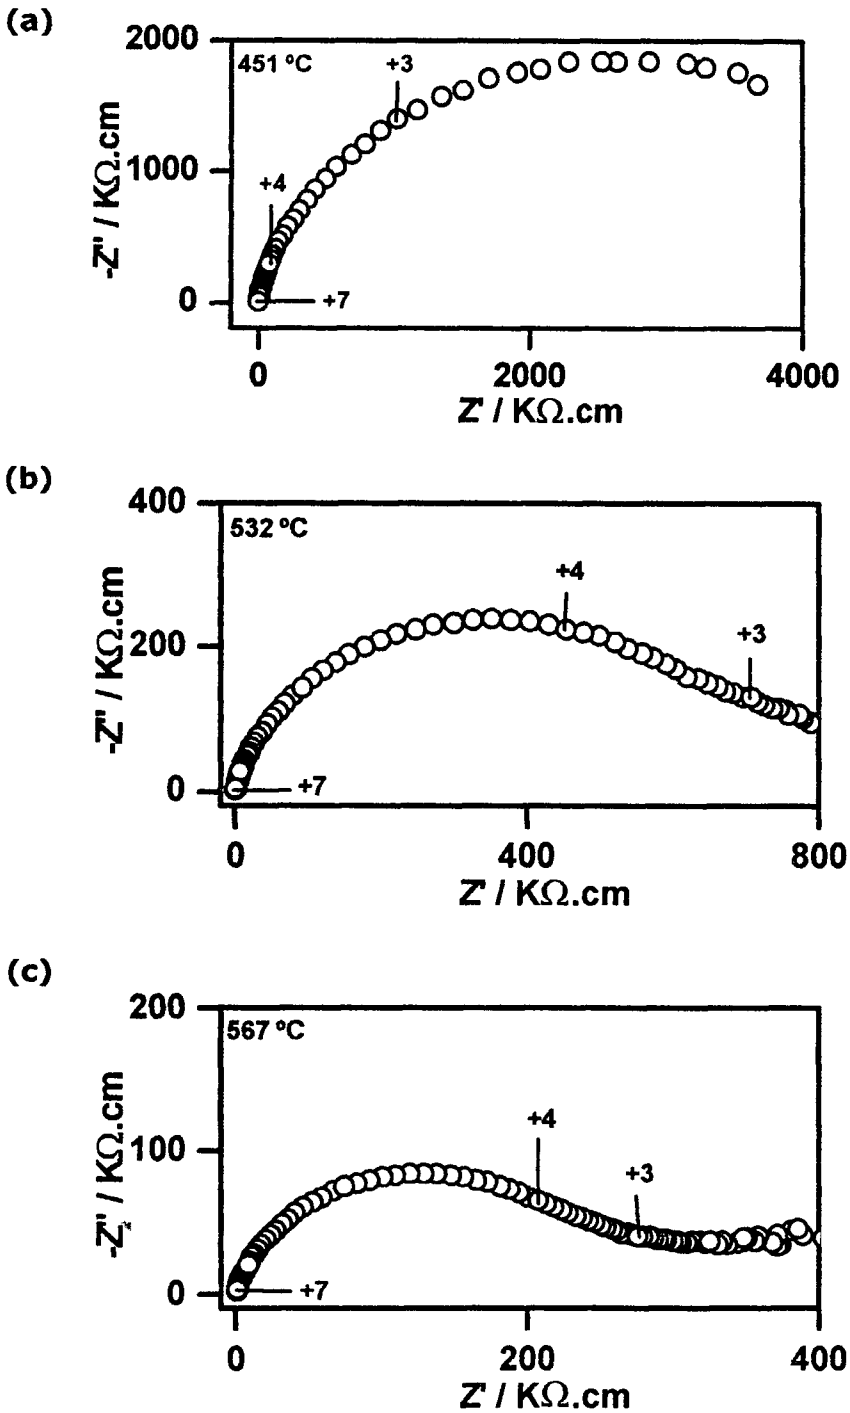 (a)
2000
451 ºC
+3
-Z'' / KΩ.cm
1000
+4
0
+7
0
2000
4000
Z' / KΩ.cm
(b)
400
532 ºC
+4
-Z'' / KΩ.cm
200
+3
0
+7
0
400
800
Z' / KΩ.cm
(c)
200
567 ºC
+4
-Z'' / KΩ.cm
100
+3
0
+7
0
200
400
Z' / KΩ.cm